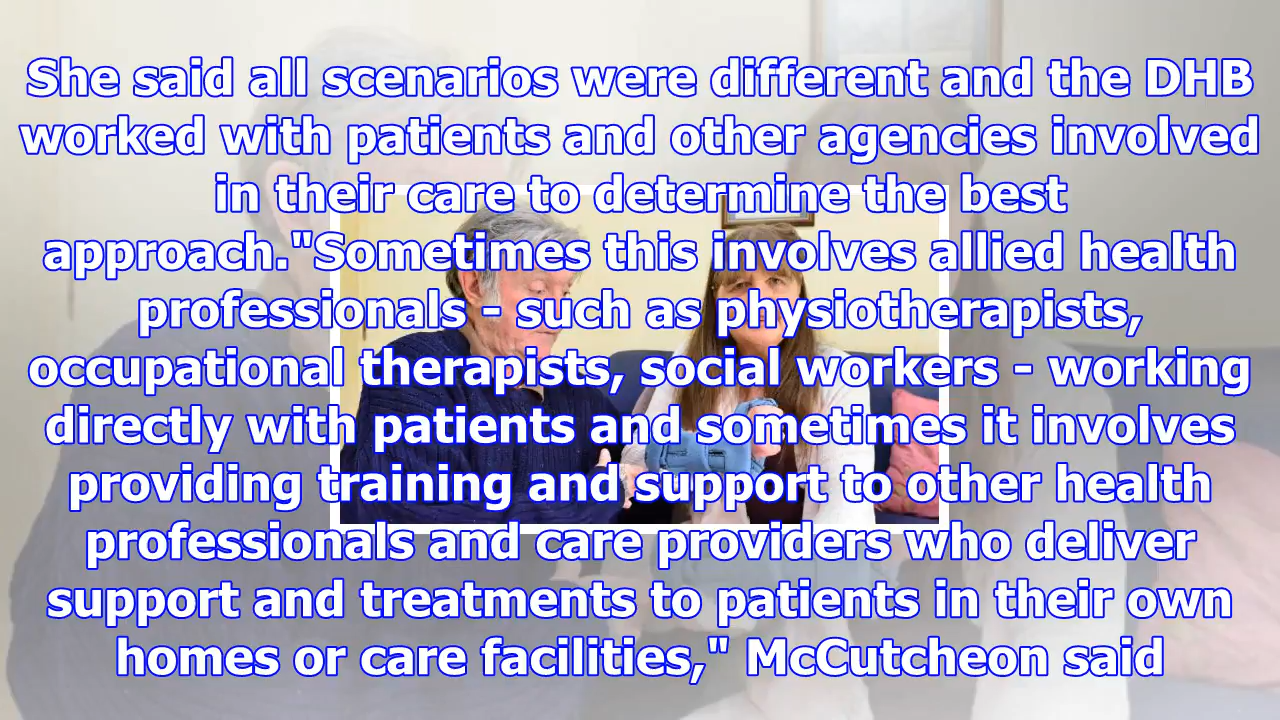 She said all scenarios were different and the DHB
worked with patients and other agencies involved
in their care to determine the best
approach."Sometimes this involves allied health
professionals - such as physiotherapists,
occupational therapists, social workers - working
directly with patients and sometimes it involves
providing training and support to other health
professionals and care providers who deliver
support and treatments to patients in their own
homes or care facilities," McCutcheon said